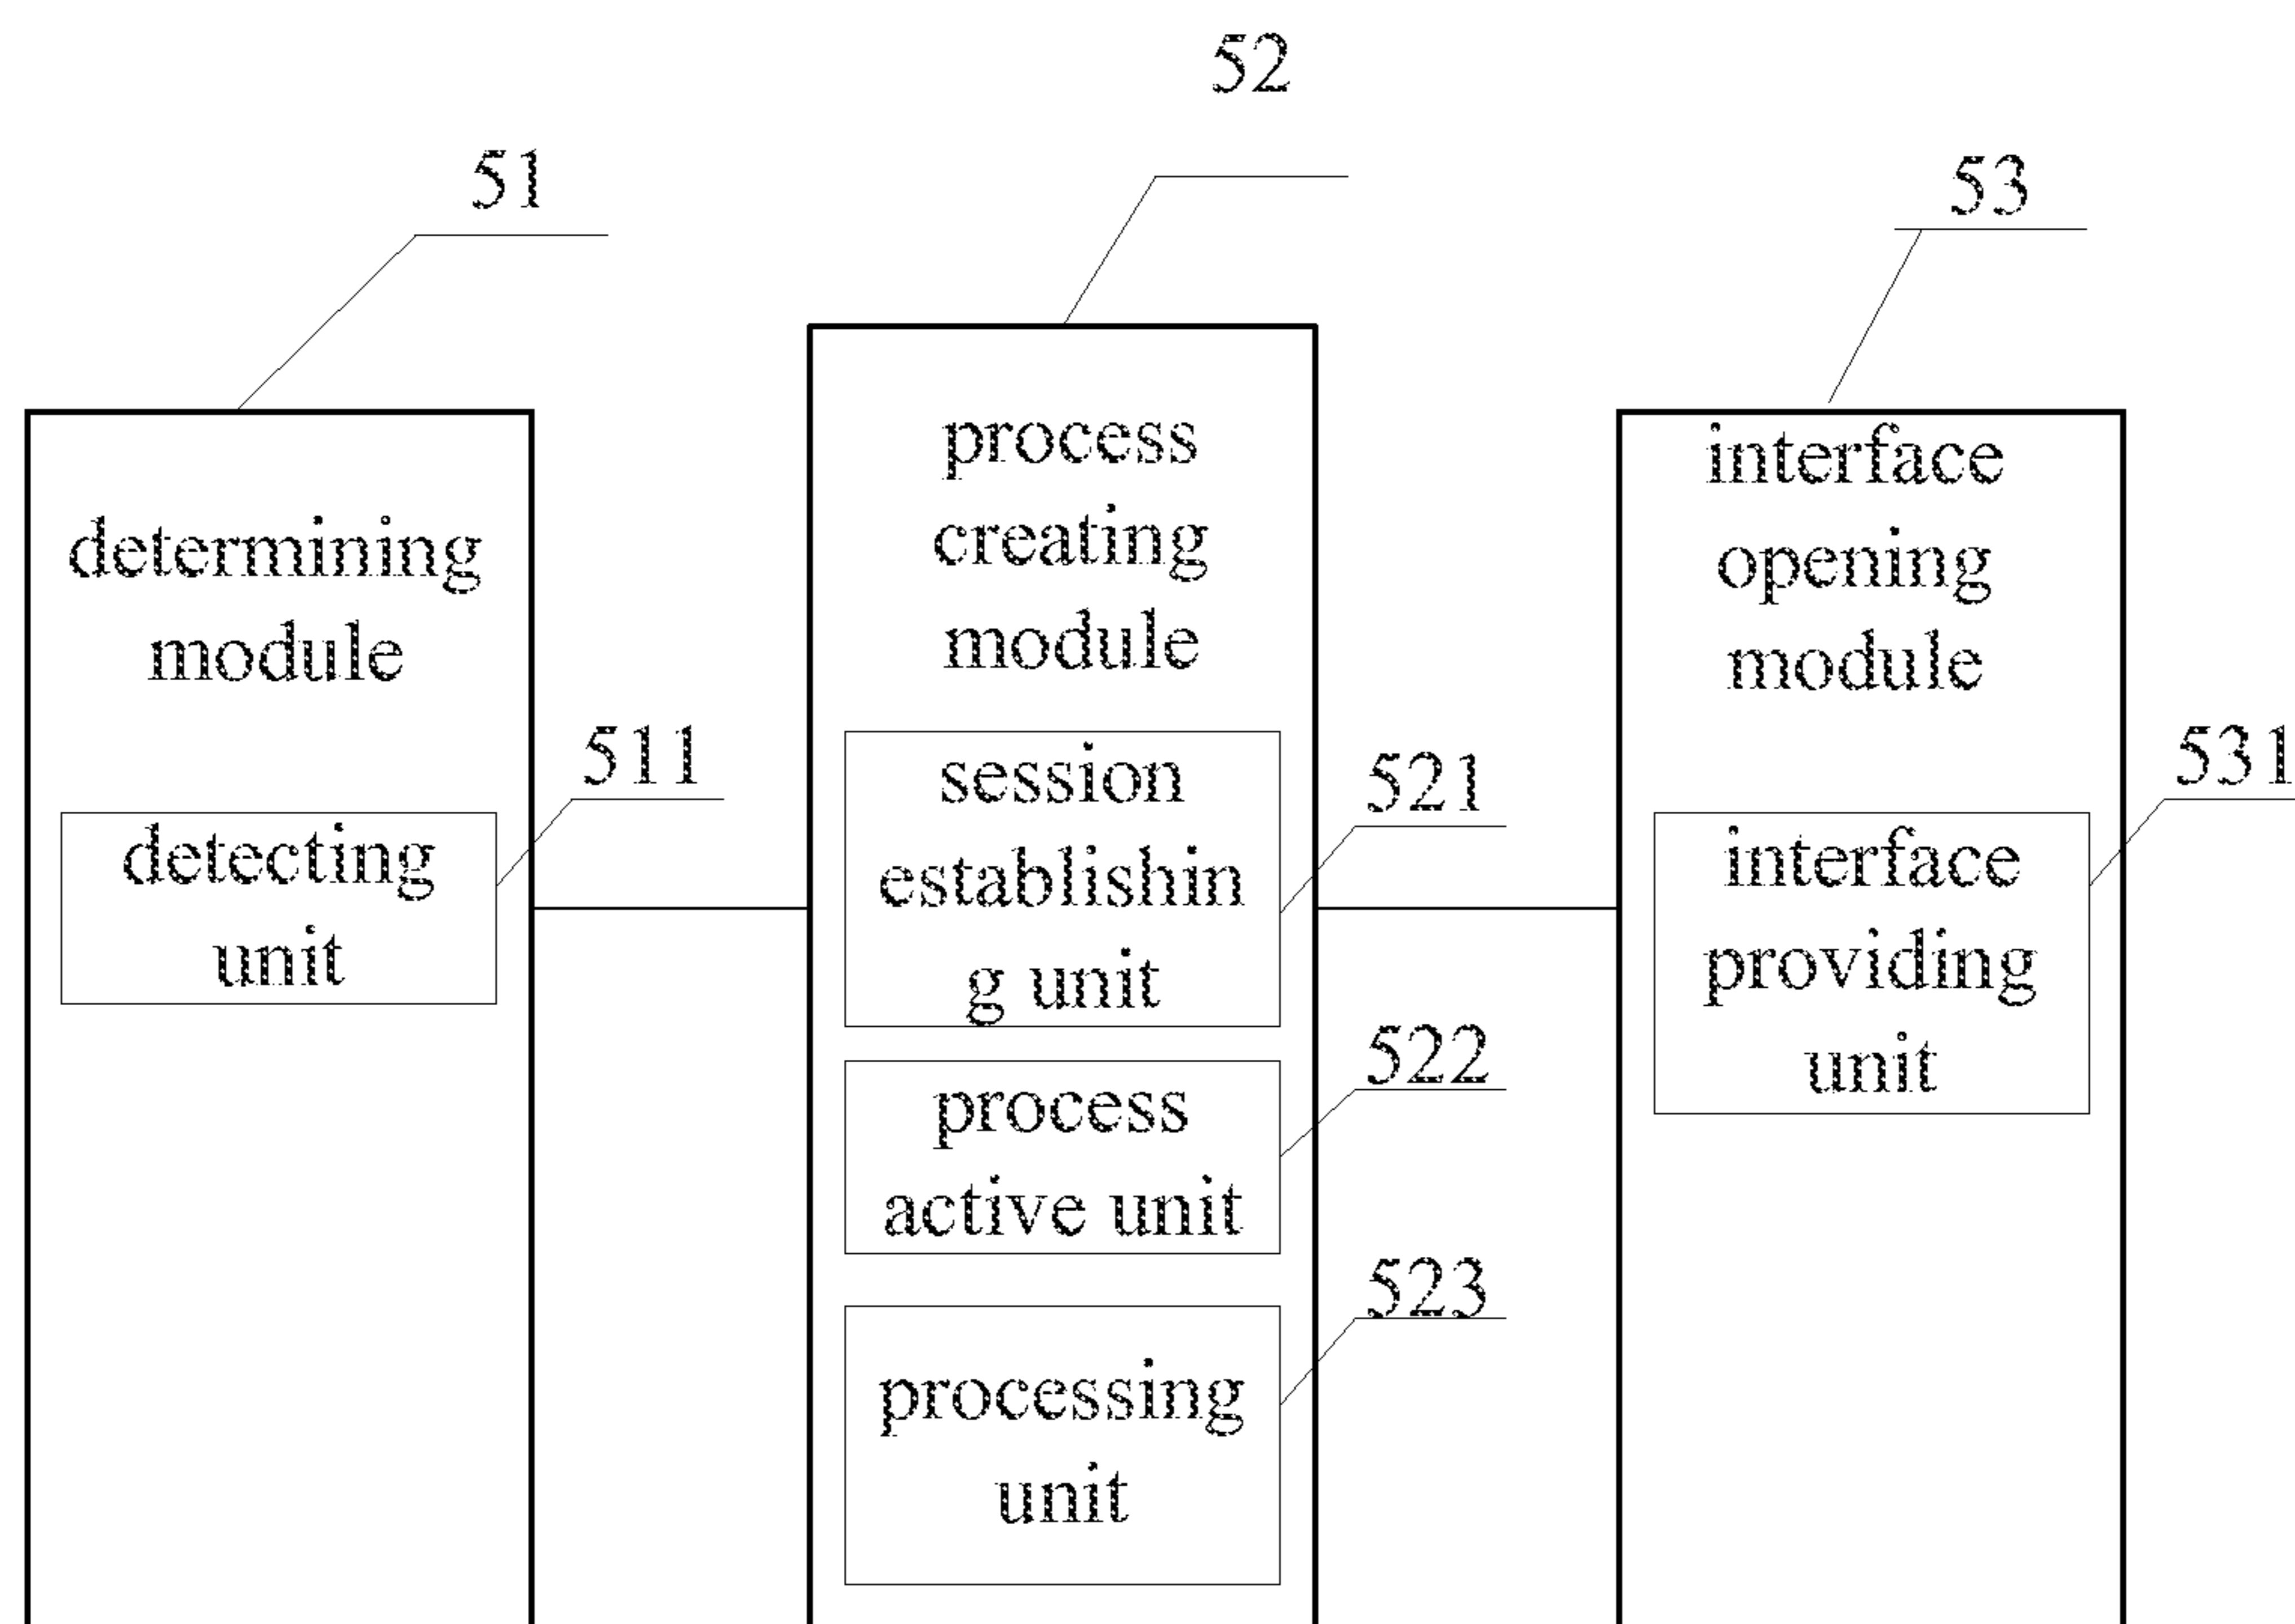 52
51
53
determining
module
511
detecting
unit
process
creating
module
session
establishin
g unit
521
process
active unit
522
processing
unit
523
interface
opening
module
531
interface
providing
unit